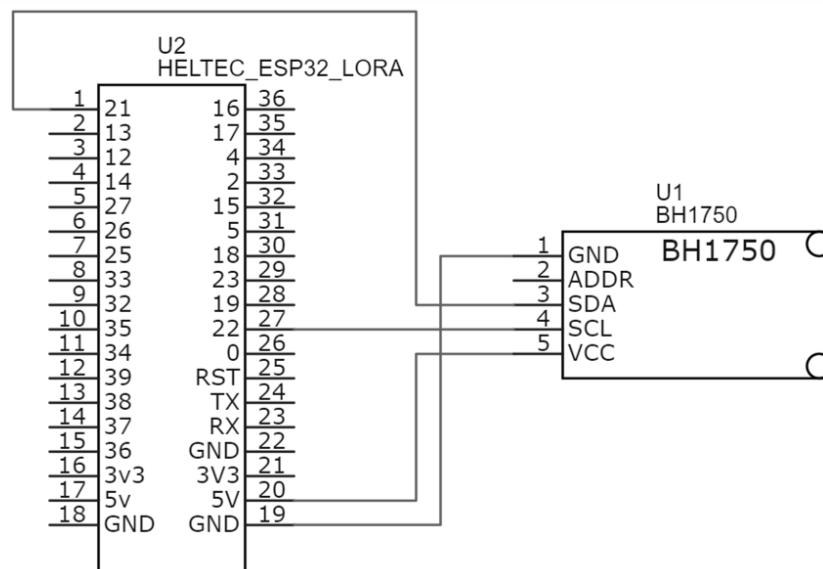 U2
HELTEC_ESP32_LORA
1 21 16 36
2 13 17 35
3 12 4 34
4 14 2 33
5 27 15 32
6 26 5 31
7 25 18 30
8 33 23 29
9 32 19 28
10 35 22 27
11 34 0 26
12 39 RST 25
13 38 TX 24
14 37 RX 23
15 36 GND 22
16 3v3 3V3 21
17 5v 5V 20
18 GND GND 19
U1
BH1750
BH1750
1 GND
2 ADDR
3 SDA
4 SCL
5 VCC